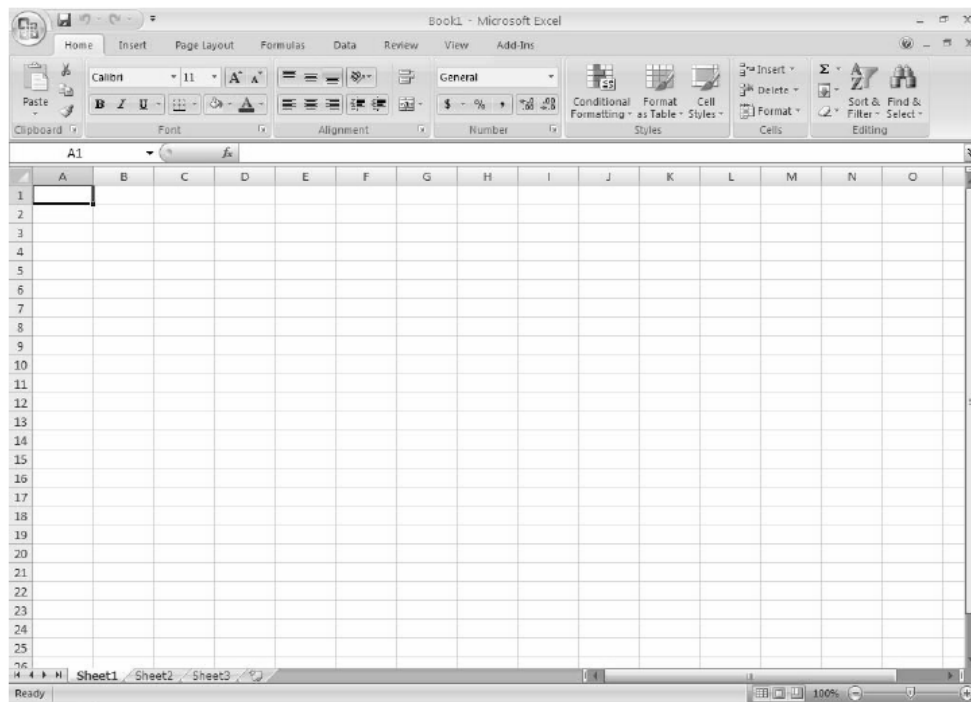 Book1 - Microsoft Excel
Home Insert Page Layout Formulas Data Review View Add-Ins
Calibri 11 A A General Insert Σ
Paste Delete
B I U A $ % , Conditional Formatting Format as Table Cell Styles Format Sort & Filter Find & Select
Clipboard Font Alignment Number Styles Cells Editing
A1 fx
A B C D E F G H I J K L M N O
1
2
3
4
5
6
7
8
9
10
11
12
13
14
15
16
17
18
19
20
21
22
23
24
25
26
Sheet1 Sheet2 Sheet3
Ready 100%